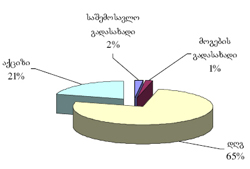 საშემოსავლო
გადასახადი
2%
მოგების
გადასახადი
1%
აქციზი
21%
დღგ
65%